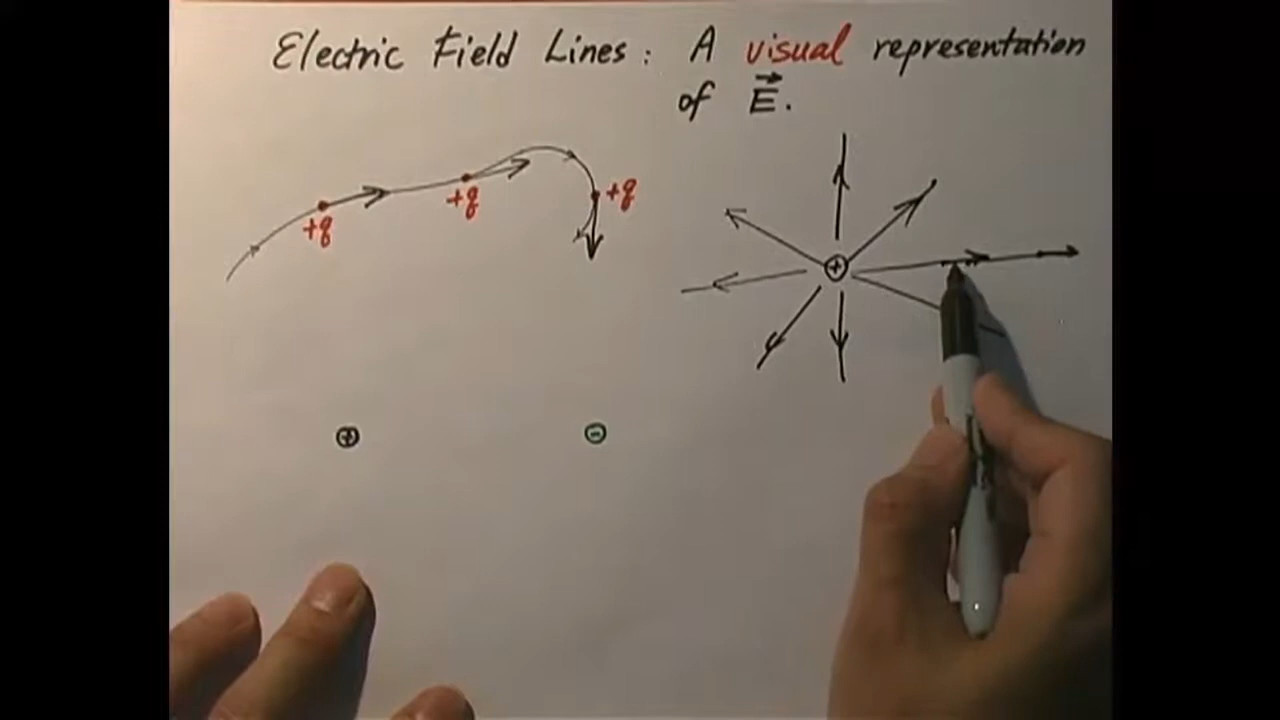 Electric Field Lines: A visual representation
of E⃗.
+q
+q
+q
+
+
-